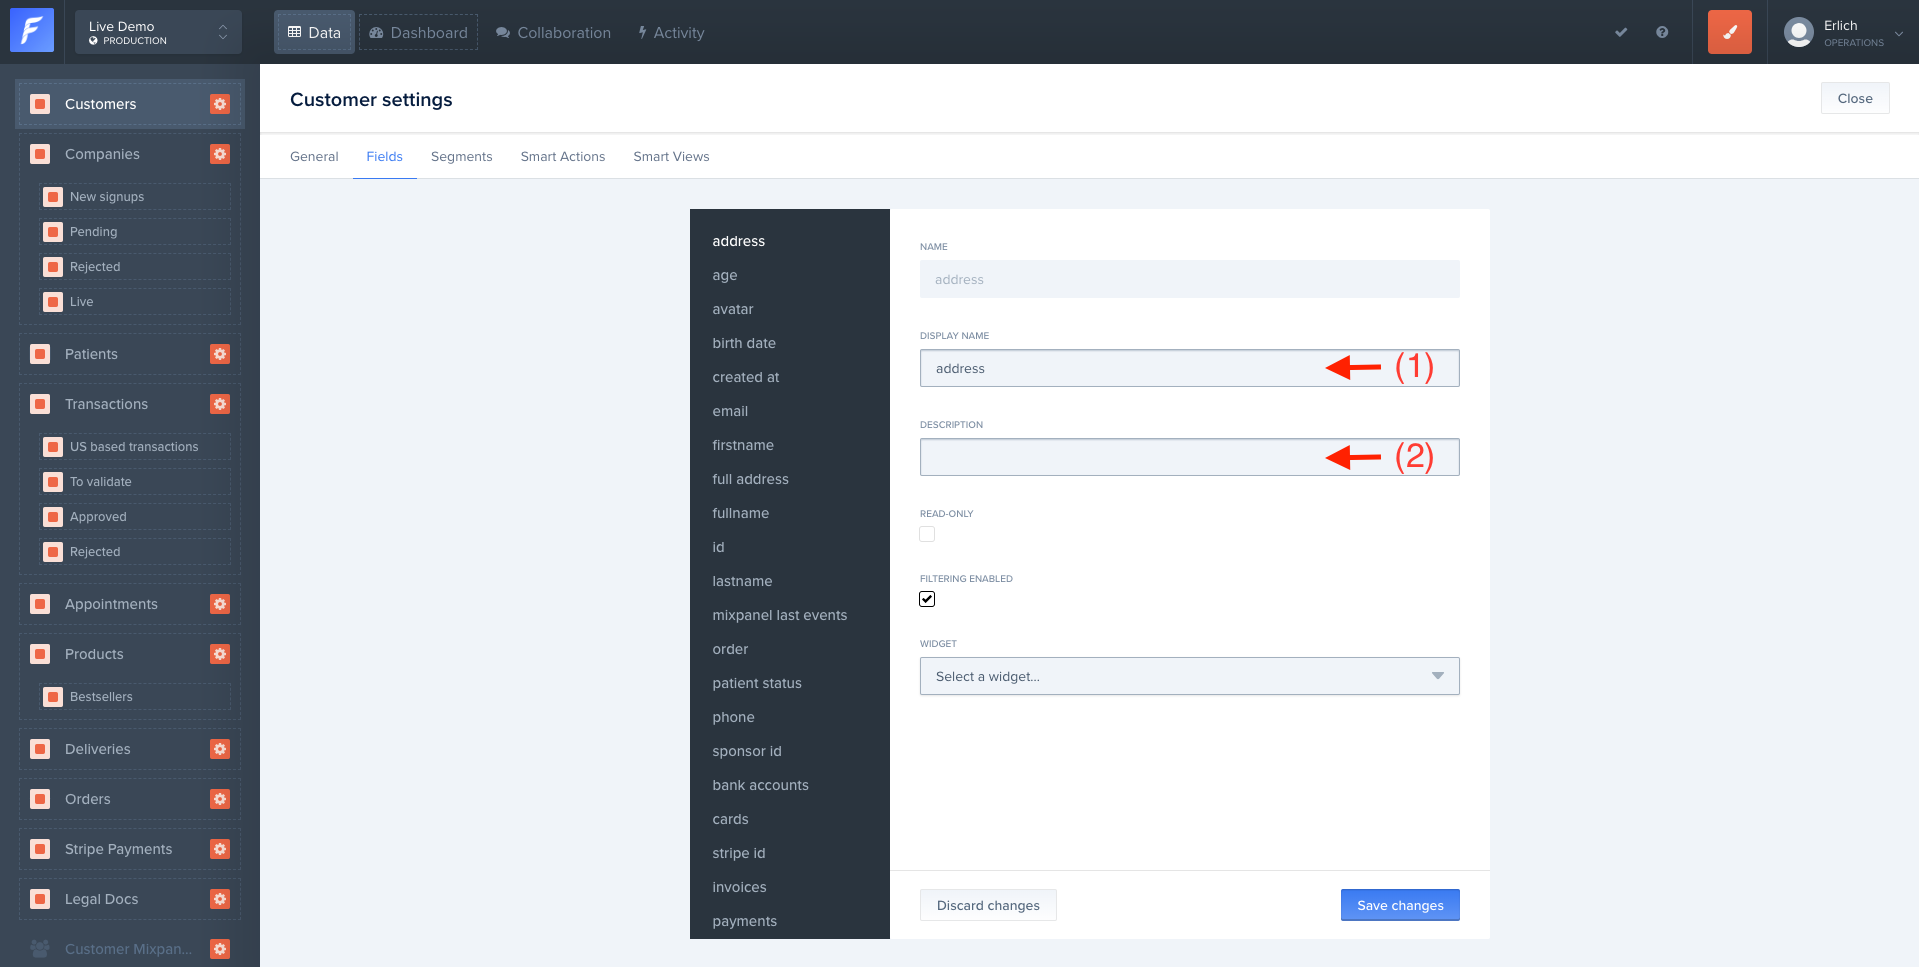 Live Demo
PRODUCTION
Data
Dashboard
Collaboration
Activity
Erlich
OPERATIONS
Customers
Companies
New signups
Pending
Rejected
Live
Patients
Transactions
US based transactions
To validate
Approved
Rejected
Appointments
Products
Bestsellers
Deliveries
Orders
Stripe Payments
Legal Docs
Customer Mixpan...
Customer settings
Close
General
Fields
Segments
Smart Actions
Smart Views
address
age
avatar
birth date
created at
email
firstname
full address
fullname
id
lastname
mixpanel last events
order
patient status
phone
sponsor id
bank accounts
cards
stripe id
invoices
payments
NAME
address
DISPLAY NAME
address
(1)
DESCRIPTION
(2)
READ-ONLY
FILTERING ENABLED
WIDGET
Select a widget...
Discard changes
Save changes